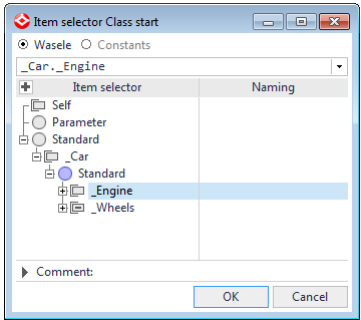 Item selector Class start
Wasele Constants
_Car._Engine
Item selector Naming
Self
Parameter
Standard
_Car
Standard
_Engine
_Wheels
Comment:
OK Cancel